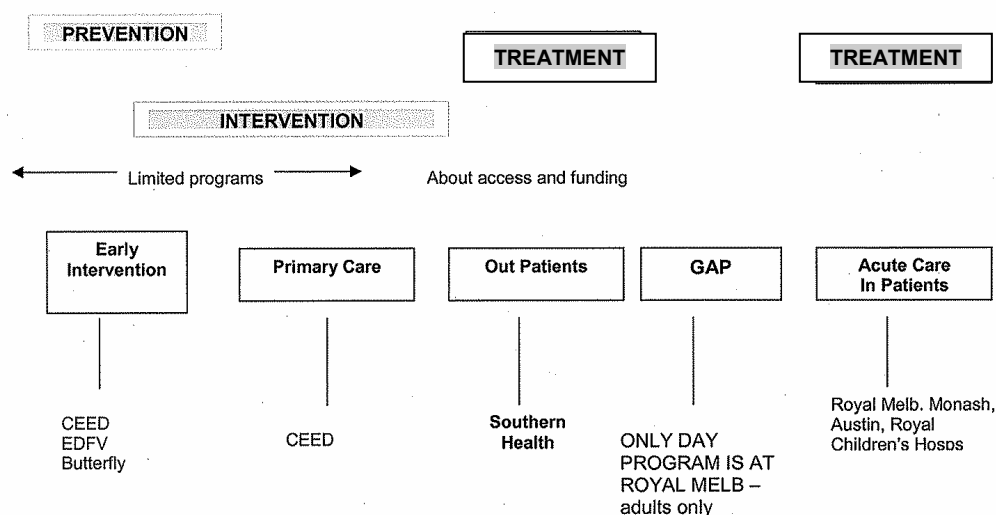 PREVENTION
TREATMENT
TREATMENT
INTERVENTION
Limited programs
About access and funding
Early
Intervention
Primary Care
Out Patients
GAP
Acute Care
In Patients
CEED
EDFV
Butterfly
CEED
Southern
Health
ONLY DAY
PROGRAM IS AT
ROYAL MELB –
adults only
Royal Melb. Monash,
Austin, Royal
Children's Hosps